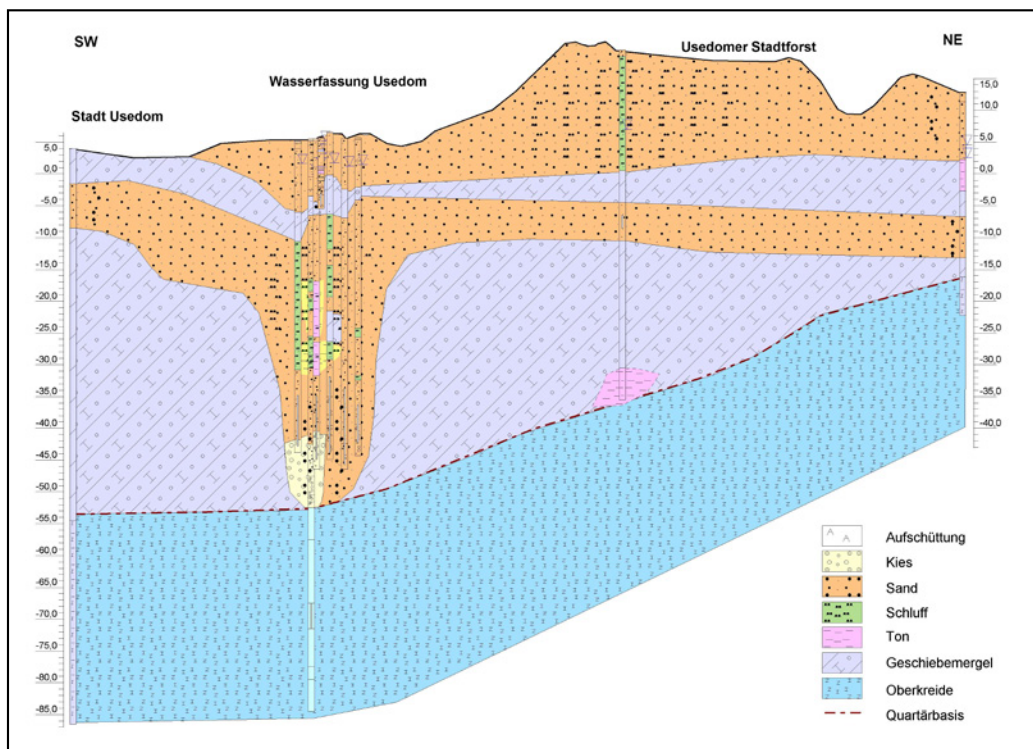 SW
NE
Usedomer Stadtforst
Wasserfassung Usedom
Stadt Usedom
5,0
0,0
-5,0
-10,0
-15,0
-20,0
-25,0
-30,0
-35,0
-40,0
-45,0
-50,0
-55,0
-60,0
-65,0
-70,0
-75,0
-80,0
-85,0
15,0
10,0
5,0
0,0
-5,0
-10,0
-15,0
-20,0
-25,0
-30,0
-35,0
-40,0
Aufschüttung
Kies
Sand
Schluff
Ton
Geschiebemergel
Oberkreide
Quartärbasis